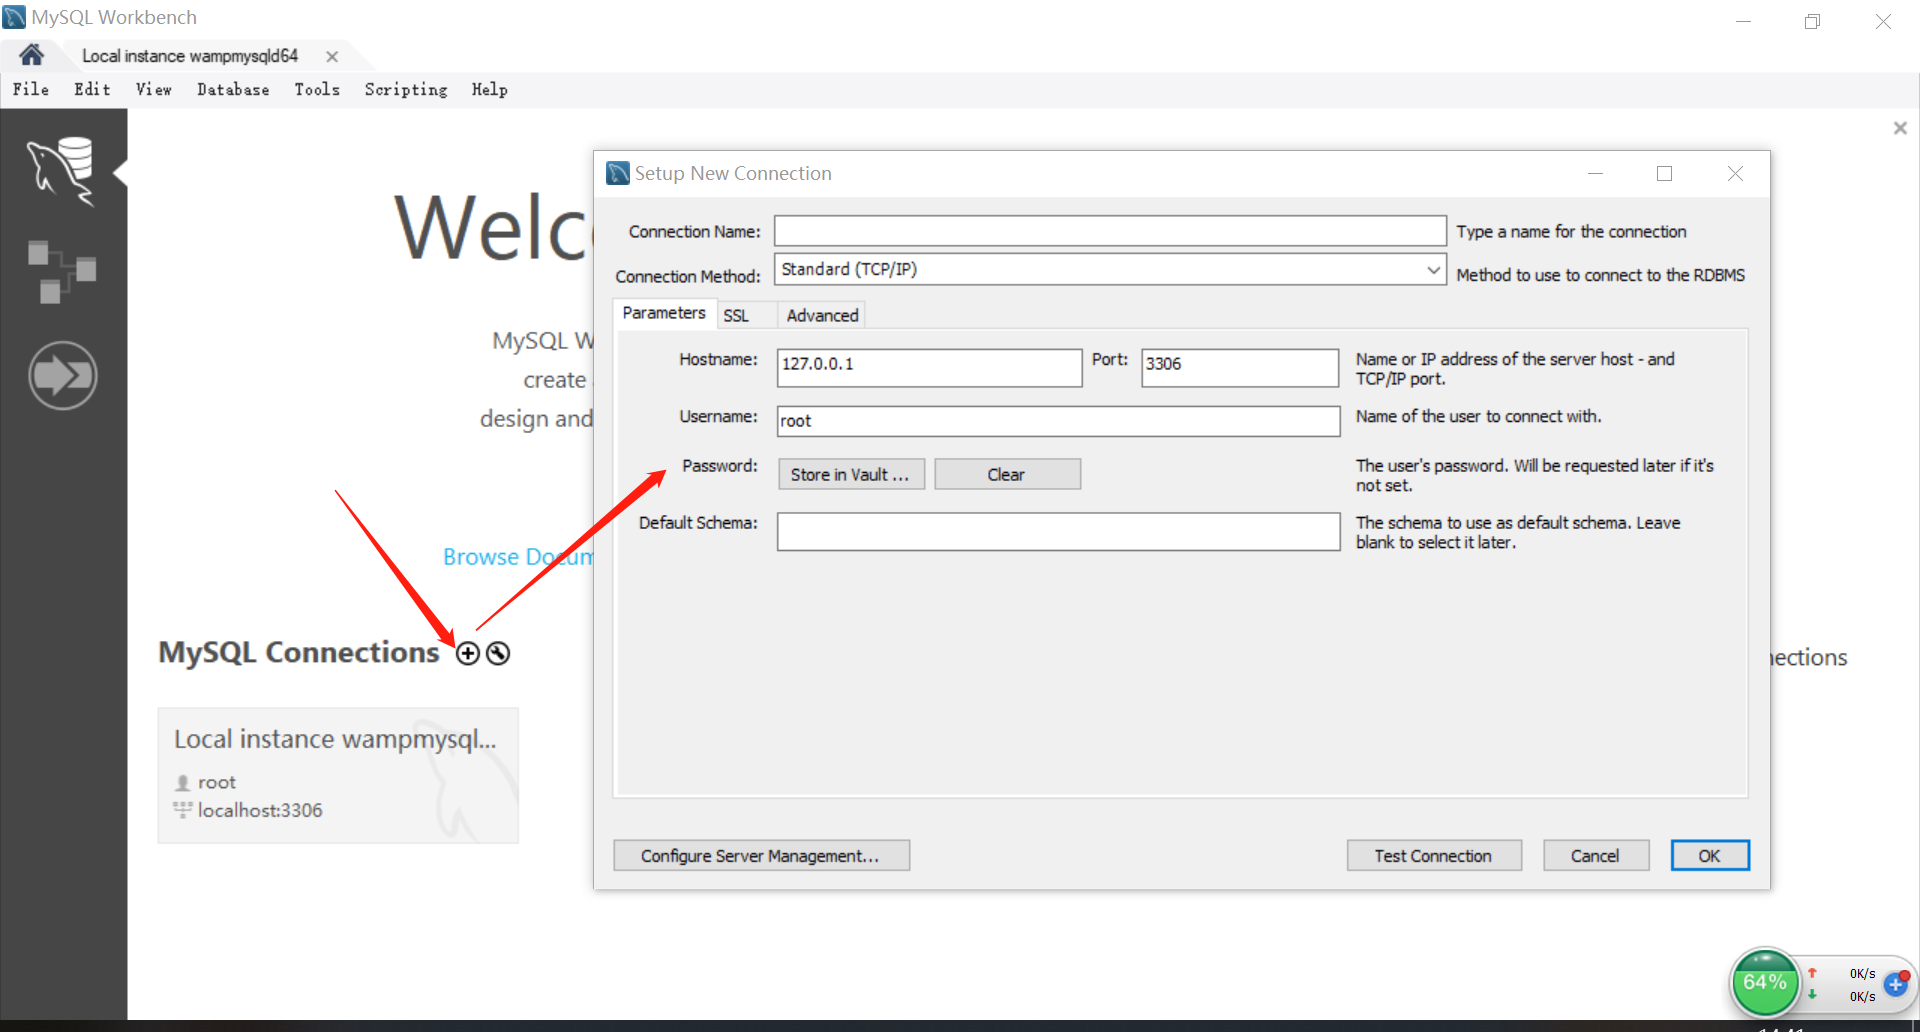 MySQL Workbench
Local instance wampmysqld64
File Edit View Database Tools Scripting Help
Setup New Connection
Welc
Connection Name:
Type a name for the connection
Connection Method:
Standard (TCP/IP)
Method to use to connect to the RDBMS
Parameters
SSL
Advanced
MySQL W
create
design and
Hostname:
127.0.0.1
Port:
3306
Name or IP address of the server host - and
TCP/IP port.
Username:
root
Name of the user to connect with.
Password:
Store in Vault ...
Clear
The user's password. Will be requested later if it's
not set.
Default Schema:
The schema to use as default schema. Leave
blank to select it later.
Browse Docum
MySQL Connections
nections
Local instance wampmysql...
root
localhost:3306
Configure Server Management...
Test Connection
Cancel
OK
64%
0K/s
0K/s